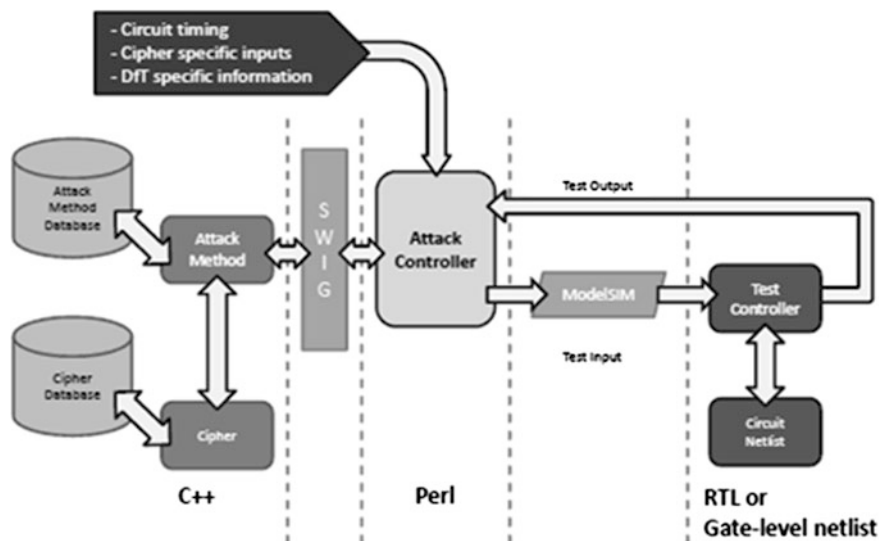 - Circuit timing
- Cipher specific inputs
- DfT specific information
Attack
Method
Database
Attack
Method
S
W
I
G
Attack
Controller
Test Output
ModelSIM
Test
Controller
Test Input
Cipher
Database
Cipher
Circuit
Netlist
C++
Perl
RTL or
Gate-level netlist